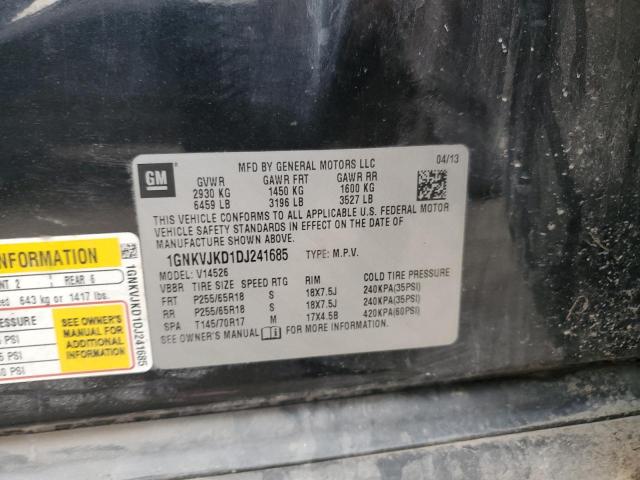 MFD BY GENERAL MOTORS LLC 04/13
GM
GVWR GAWR FRT GAWR RR
2930 KG 1450 KG 1600 KG
6459 LB 3196 LB 3527 LB
THIS VEHICLE CONFORMS TO ALL APPLICABLE U.S. FEDERAL MOTOR
VEHICLE SAFETY STANDARDS IN EFFECT ON THE DATE OF
MANUFACTURE SHOWN ABOVE.
1GNKVJKD1DJ241685 TYPE: M.P.V.
MODEL: V14526
VBBR TIRE SIZE SPEED RTG RIM COLD TIRE PRESSURE
FRT P255/65R18 S 18X7.5J 240KPA(35PSI)
RR P255/65R18 S 18X7.5J 240KPA(35PSI)
SPA T145/70R17 M 17X4.5B 420KPA(60PSI)
SEE OWNER'S MANUAL FOR ADDITIONAL INFORMATION.
INFORMATION
2 REAR 6
643 kg or 1417 lbs.
SEE OWNER'S
MANUAL FOR
ADDITIONAL
INFORMATION
PSI
PSI
PSI
1GNKVJKD1DJ241685